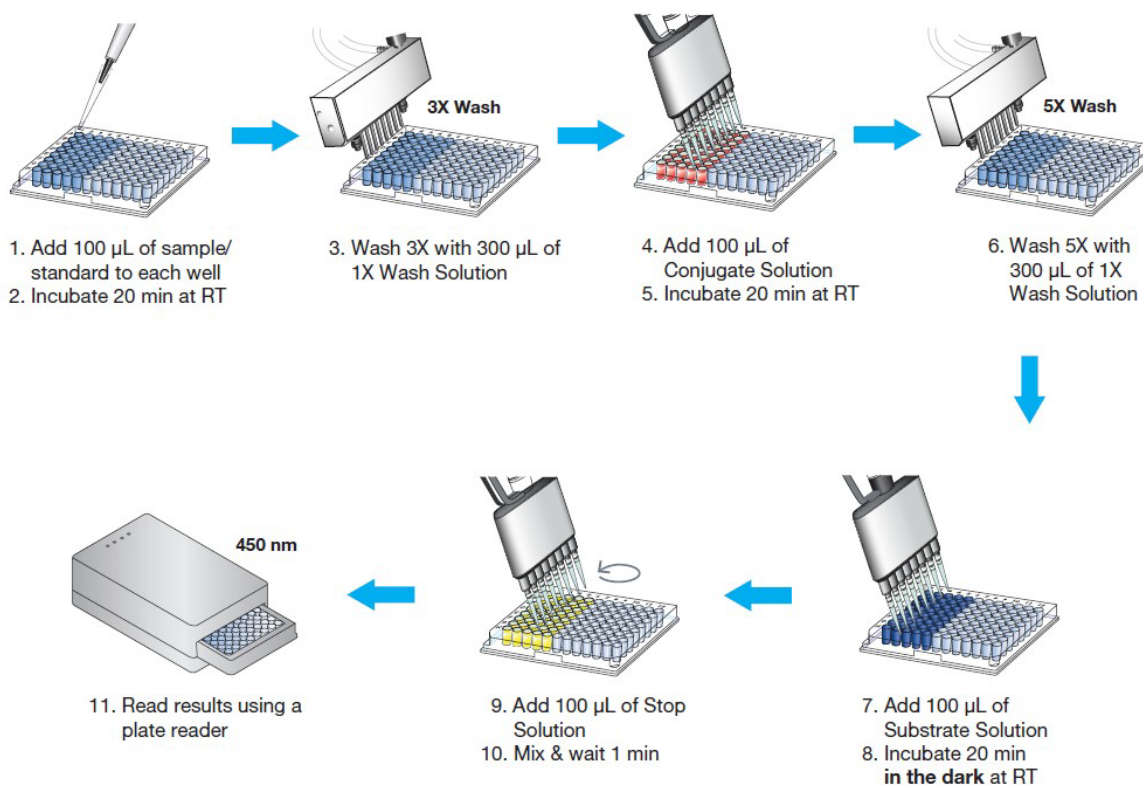 3X Wash
5X Wash
1. Add 100 µL of sample/
standard to each well
2. Incubate 20 min at RT
3. Wash 3X with 300 µL of
1X Wash Solution
4. Add 100 µL of
Conjugate Solution
5. Incubate 20 min at RT
6. Wash 5X with
300 µL of 1X
Wash Solution
450 nm
11. Read results using a
plate reader
9. Add 100 µL of Stop
Solution
10. Mix & wait 1 min
7. Add 100 µL of
Substrate Solution
8. Incubate 20 min
in the dark at RT